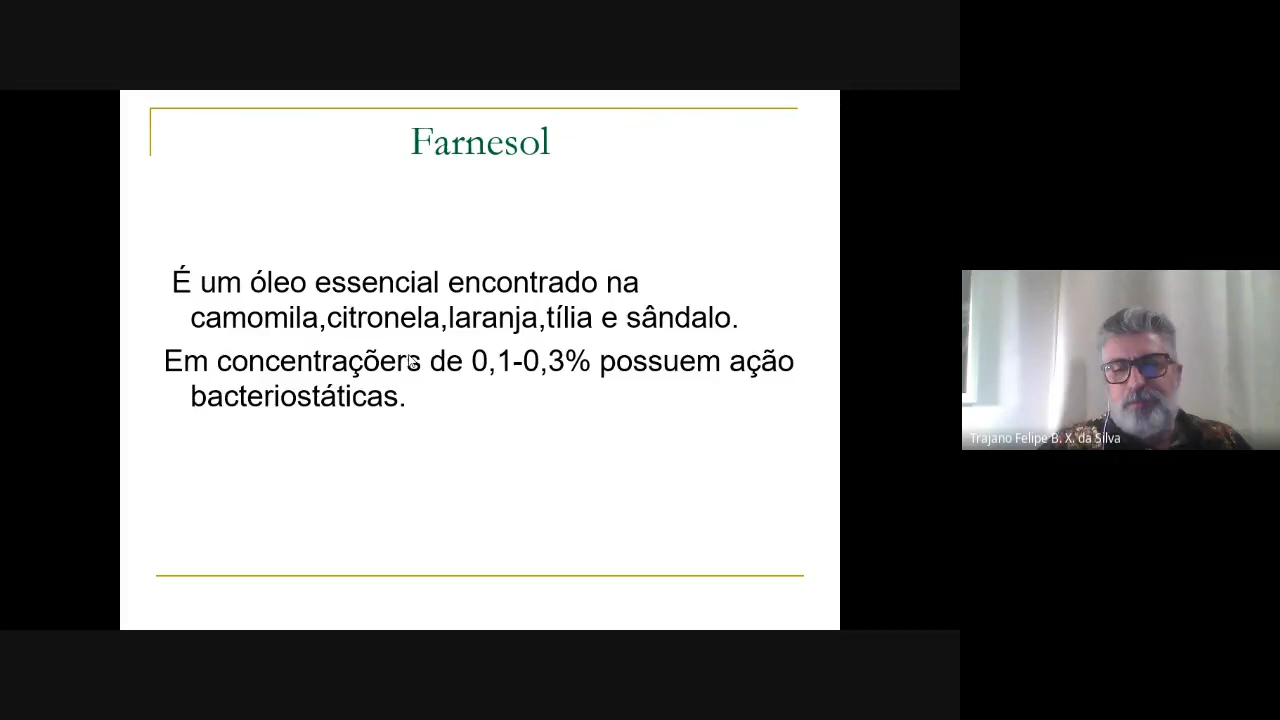 Farnesol
É um óleo essencial encontrado na
camomila,citronela,laranja,tília e sândalo.
Em concentraçõers de 0,1-0,3% possuem ação
bacteriostáticas.
Trajano Felipe B. X. da Silva